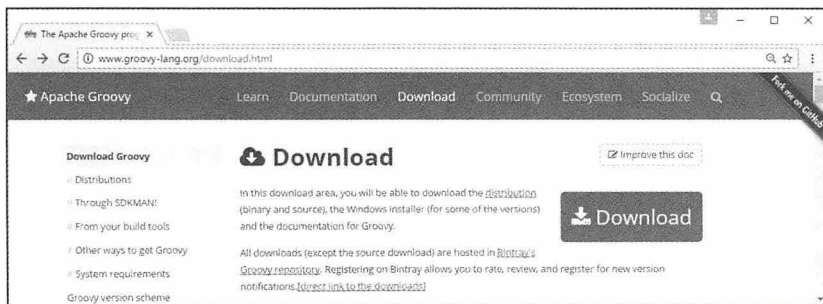 The Apache Groovy prog
www.groovy-lang.org/download.html
Apache Groovy Learn Documentation Download Community Ecosystem Socialize
Fork me on GitHub
Download Groovy
Distributions
Through SDKMAN!
From your build tools
Other ways to get Groovy
System requirements
Groovy version scheme
Download
Improve this doc
In this download area, you will be able to download the distribution
(binary and source), the Windows installer (for some of the versions)
and the documentation for Groovy.
Download
All downloads (except the source download) are hosted in Bintray's
Groovy repository. Registering on Bintray allows you to rate, review, and register for new version
notifications.[direct link to the downloads]